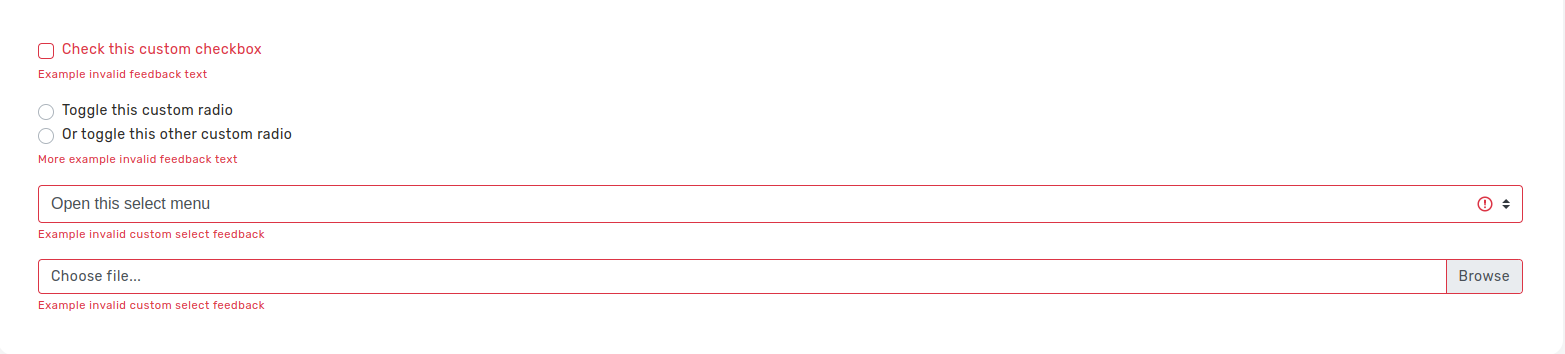 Check this custom checkbox
Example invalid feedback text
Toggle this custom radio
Or toggle this other custom radio
More example invalid feedback text
Open this select menu
Example invalid custom select feedback
Choose file... Browse
Example invalid custom select feedback